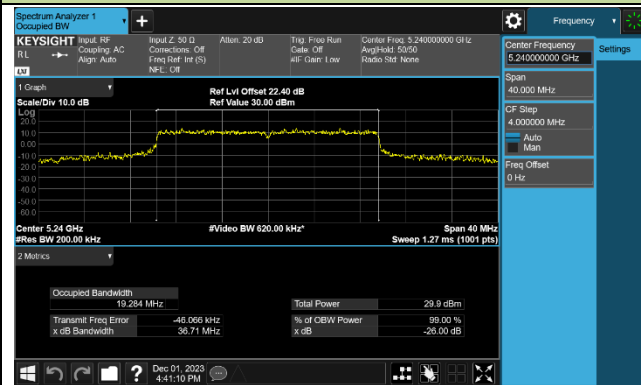 Spectrum Analyzer 1
Occupied BW
+
Frequency
KEYSIGHT
RL
LXI
Input: RF
Coupling: AC
Align: Auto
Input Z: 50 Ω
Corrections: Off
Freq Ref: Int (S)
NFE: Off
Atten: 20 dB
Trig: Free Run
Gate: Off
#IF Gain: Low
Center Freq: 5.240000000 GHz
Avg|Hold: 50/50
Radio Std: None
Center Frequency
5.240000000 GHz
Settings
Span
40.000 MHz
CF Step
4.000000 MHz
Auto
Man
Freq Offset
0 Hz
1 Graph
Scale/Div 10.0 dB
Ref Lvl Offset 22.40 dB
Ref Value 30.00 dBm
Log
20.0
10.0
0.00
-10.0
-20.0
-30.0
-40.0
-50.0
-60.0
Center 5.24 GHz
#Video BW 620.00 kHz*
Span 40 MHz
#Res BW 200.00 kHz
Sweep 1.27 ms (1001 pts)
2 Metrics
Occupied Bandwidth
19.284 MHz
Total Power
29.9 dBm
Transmit Freq Error
-46.066 kHz
% of OBW Power
99.00 %
x dB Bandwidth
36.71 MHz
x dB
-26.00 dB
?
Dec 01, 2023
4:41:10 PM